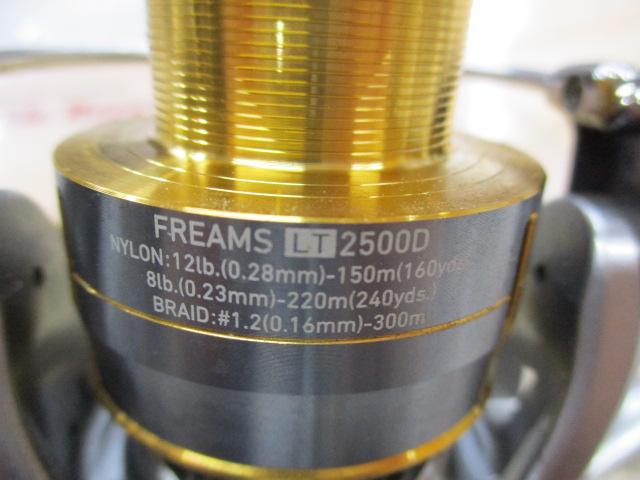 FREAMS LT 2500D
NYLON:12lb.(0.28mm)-150m(160yds.
8lb.(0.23mm)-220m(240yds.)
BRAID:#1.2(0.16mm)-300m